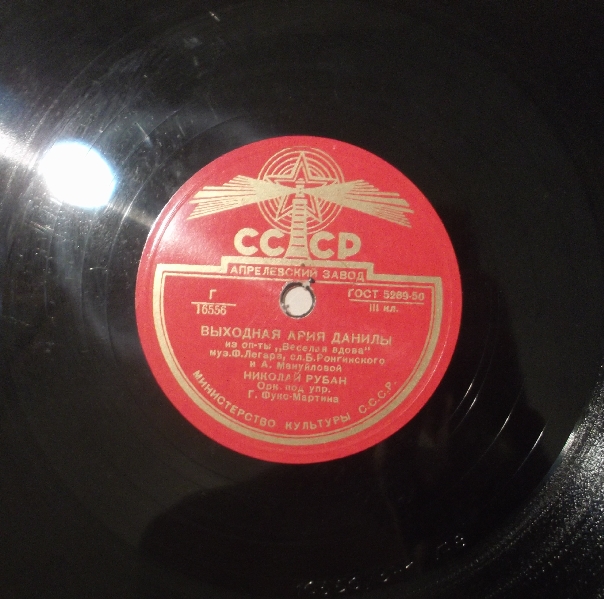 СССР
АПРЕЛЕВСКИЙ ЗАВОД
Г ГОСТ 5289-50
16556 III кл.
ВЫХОДНАЯ АРИЯ ДАНИЛЫ
из оп-ты „Веселая вдова"
муз.Ф.Легара, сл.Б.Ронгинского
и А. Мануйловой
НИКОЛАЙ РУБАН
Орк. под упр.
Г. Фукс-Мартина
МИНИСТЕРСТВО КУЛЬТУРЫ С.С.С.Р.